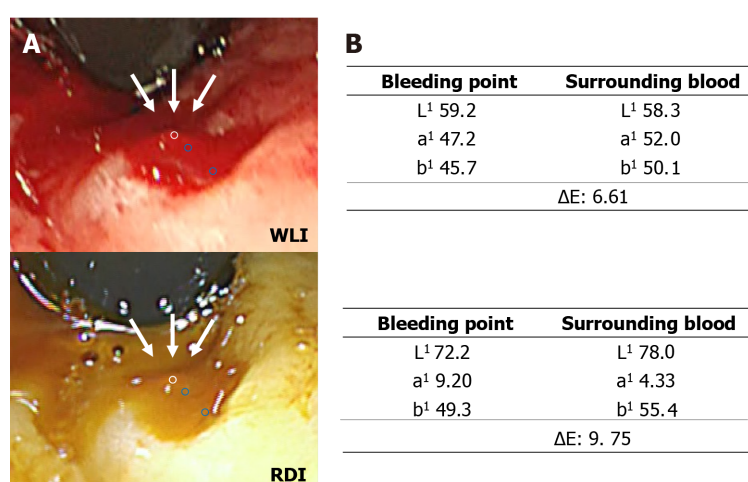 A
B
WLI
Bleeding point Surrounding blood
L¹ 59.2 L¹ 58.3
a¹ 47.2 a¹ 52.0
b¹ 45.7 b¹ 50.1
ΔE: 6.61
RDI
Bleeding point Surrounding blood
L¹ 72.2 L¹ 78.0
a¹ 9.20 a¹ 4.33
b¹ 49.3 b¹ 55.4
ΔE: 9. 75